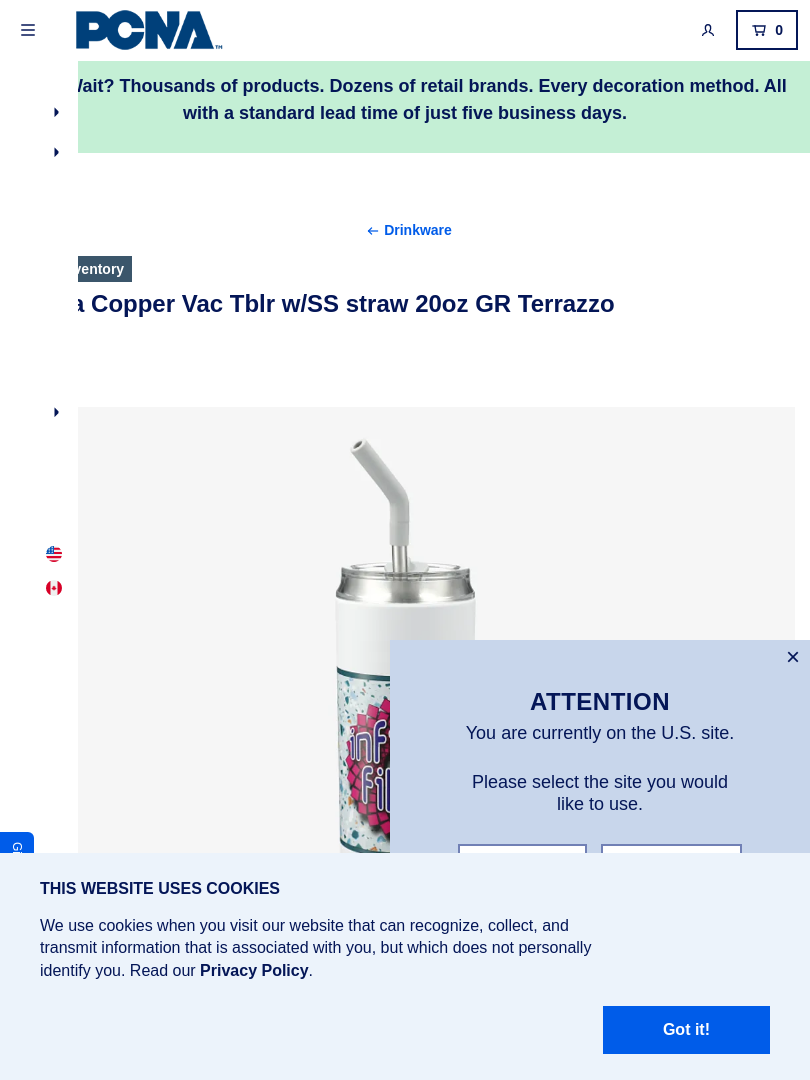 PCNA™
0
Wait? Thousands of products. Dozens of retail brands. Every decoration method. All
with a standard lead time of just five business days.
Drinkware
Copper Vac Tblr w/SS straw 20oz GR Terrazzo
ATTENTION
You are currently on the U.S. site.
Please select the site you would
like to use.
THIS WEBSITE USES COOKIES
We use cookies when you visit our website that can recognize, collect, and
transmit information that is associated with you, but which does not personally
identify you. Read our Privacy Policy.
Got it!